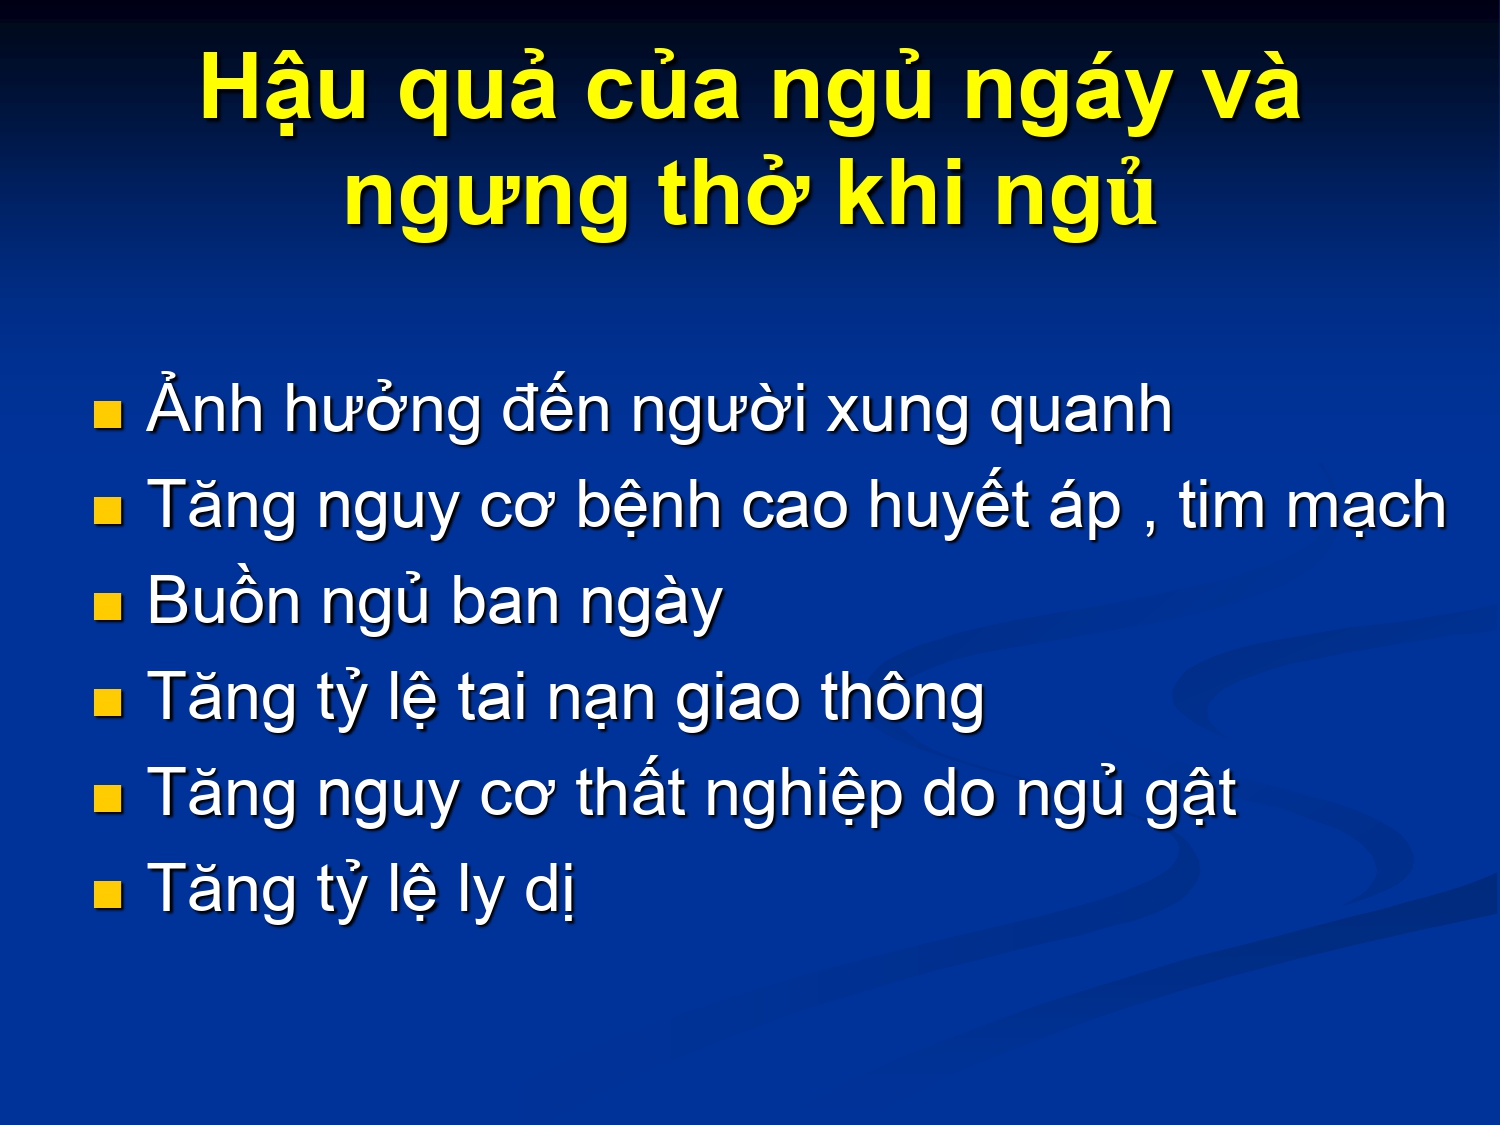 Hậu quả của ngủ ngáy và
ngưng thở khi ngủ
Ảnh hưởng đến người xung quanh
Tăng nguy cơ bệnh cao huyết áp , tim mạch
Buồn ngủ ban ngày
Tăng tỷ lệ tai nạn giao thông
Tăng nguy cơ thất nghiệp do ngủ gật
Tăng tỷ lệ ly dị